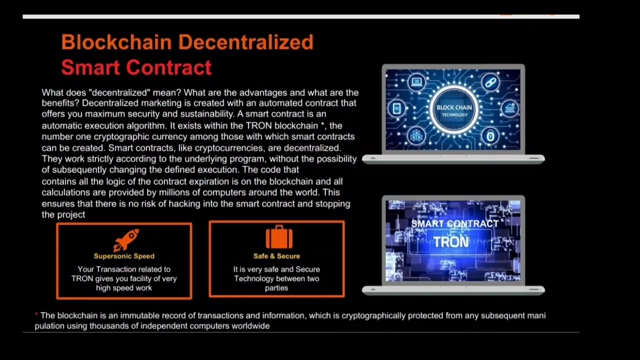 Blockchain Decentralized
Smart Contract
What does "decentralized" mean? What are the advantages and what are the
benefits? Decentralized marketing is created with an automated contract that
offers you maximum security and sustainability. A smart contract is an
automatic execution algorithm. It exists within the TRON blockchain *, the
number one cryptographic currency among those with which smart contracts
can be created. Smart contracts, like cryptocurrencies, are decentralized.
They work strictly according to the underlying program, without the possibility
of subsequently changing the defined execution. The code that
contains all the logic of the contract expiration is on the blockchain and all
calculations are provided by millions of computers around the world. This
ensures that there is no risk of hacking into the smart contract and stopping
the project
BLOCK CHAIN
TECHNOLOGY
SMART CONTRACT
TRON
Supersonic Speed
Your Transaction related to
TRON gives you facility of very
high speed work
Safe & Secure
It is very safe and Secure
Technology between two
parties
* The blockchain is an immutable record of transactions and information, which is cryptographically protected from any subsequent mani
pulation using thousands of independent computers worldwide